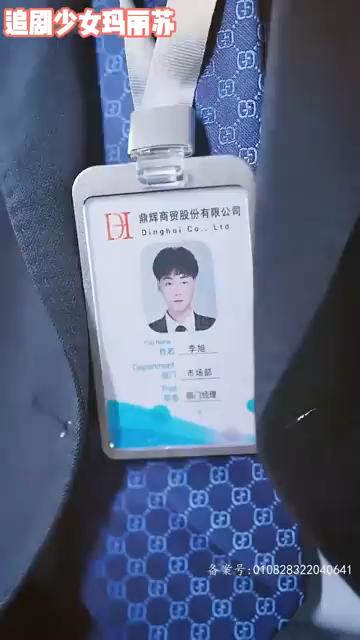 追剧少女玛丽苏
DH
鼎辉商贸股份有限公司
Dinghui Co., Ltd
姓名 李旭
Department
部门 市场部
Post
职务 部门经理
备案号:010828322040641